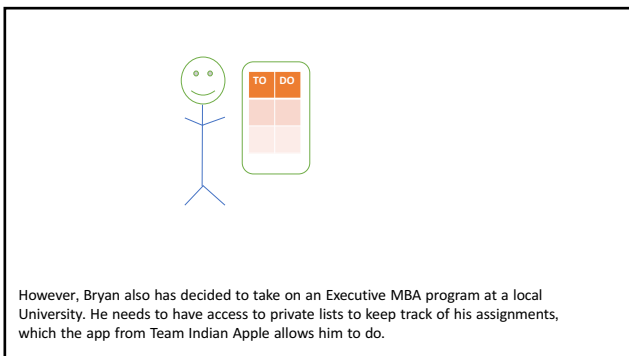 TO DO
However, Bryan also has decided to take on an Executive MBA program at a local
University. He needs to have access to private lists to keep track of his assignments,
which the app from Team Indian Apple allows him to do.